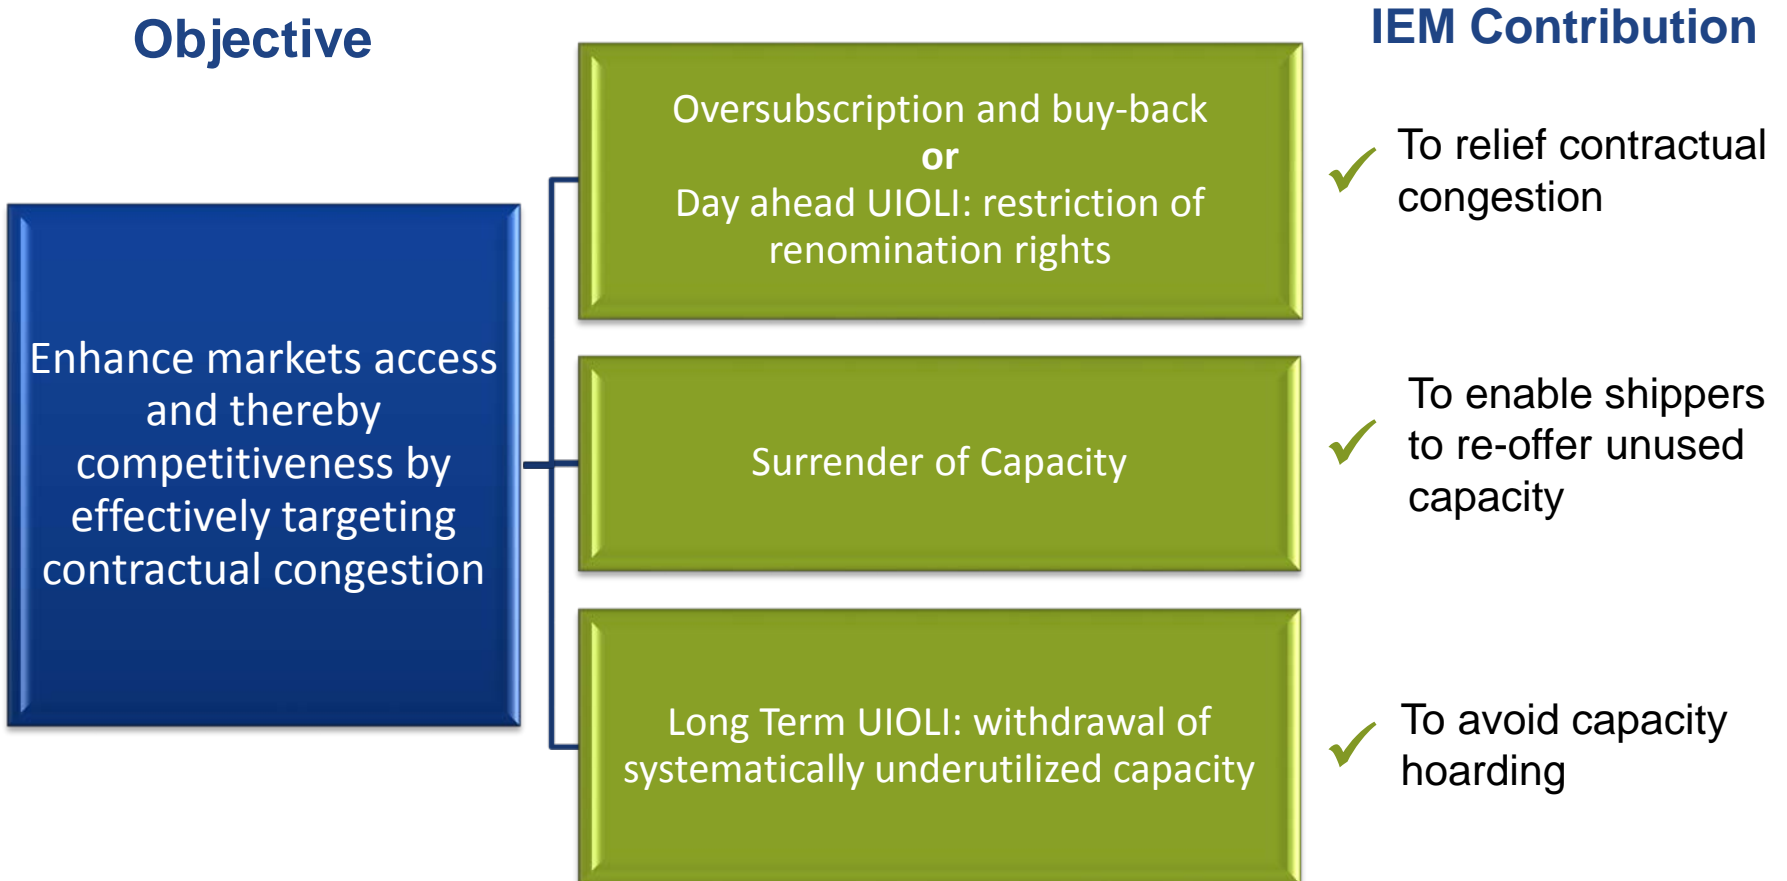 Objective
IEM Contribution
Enhance markets access
and thereby
competitiveness by
effectively targeting
contractual congestion
Oversubscription and buy-back
or
Day ahead UIOLI: restriction of
renomination rights
To relief contractual
congestion
Surrender of Capacity
To enable shippers
to re-offer unused
capacity
Long Term UIOLI: withdrawal of
systematically underutilized capacity
To avoid capacity
hoarding